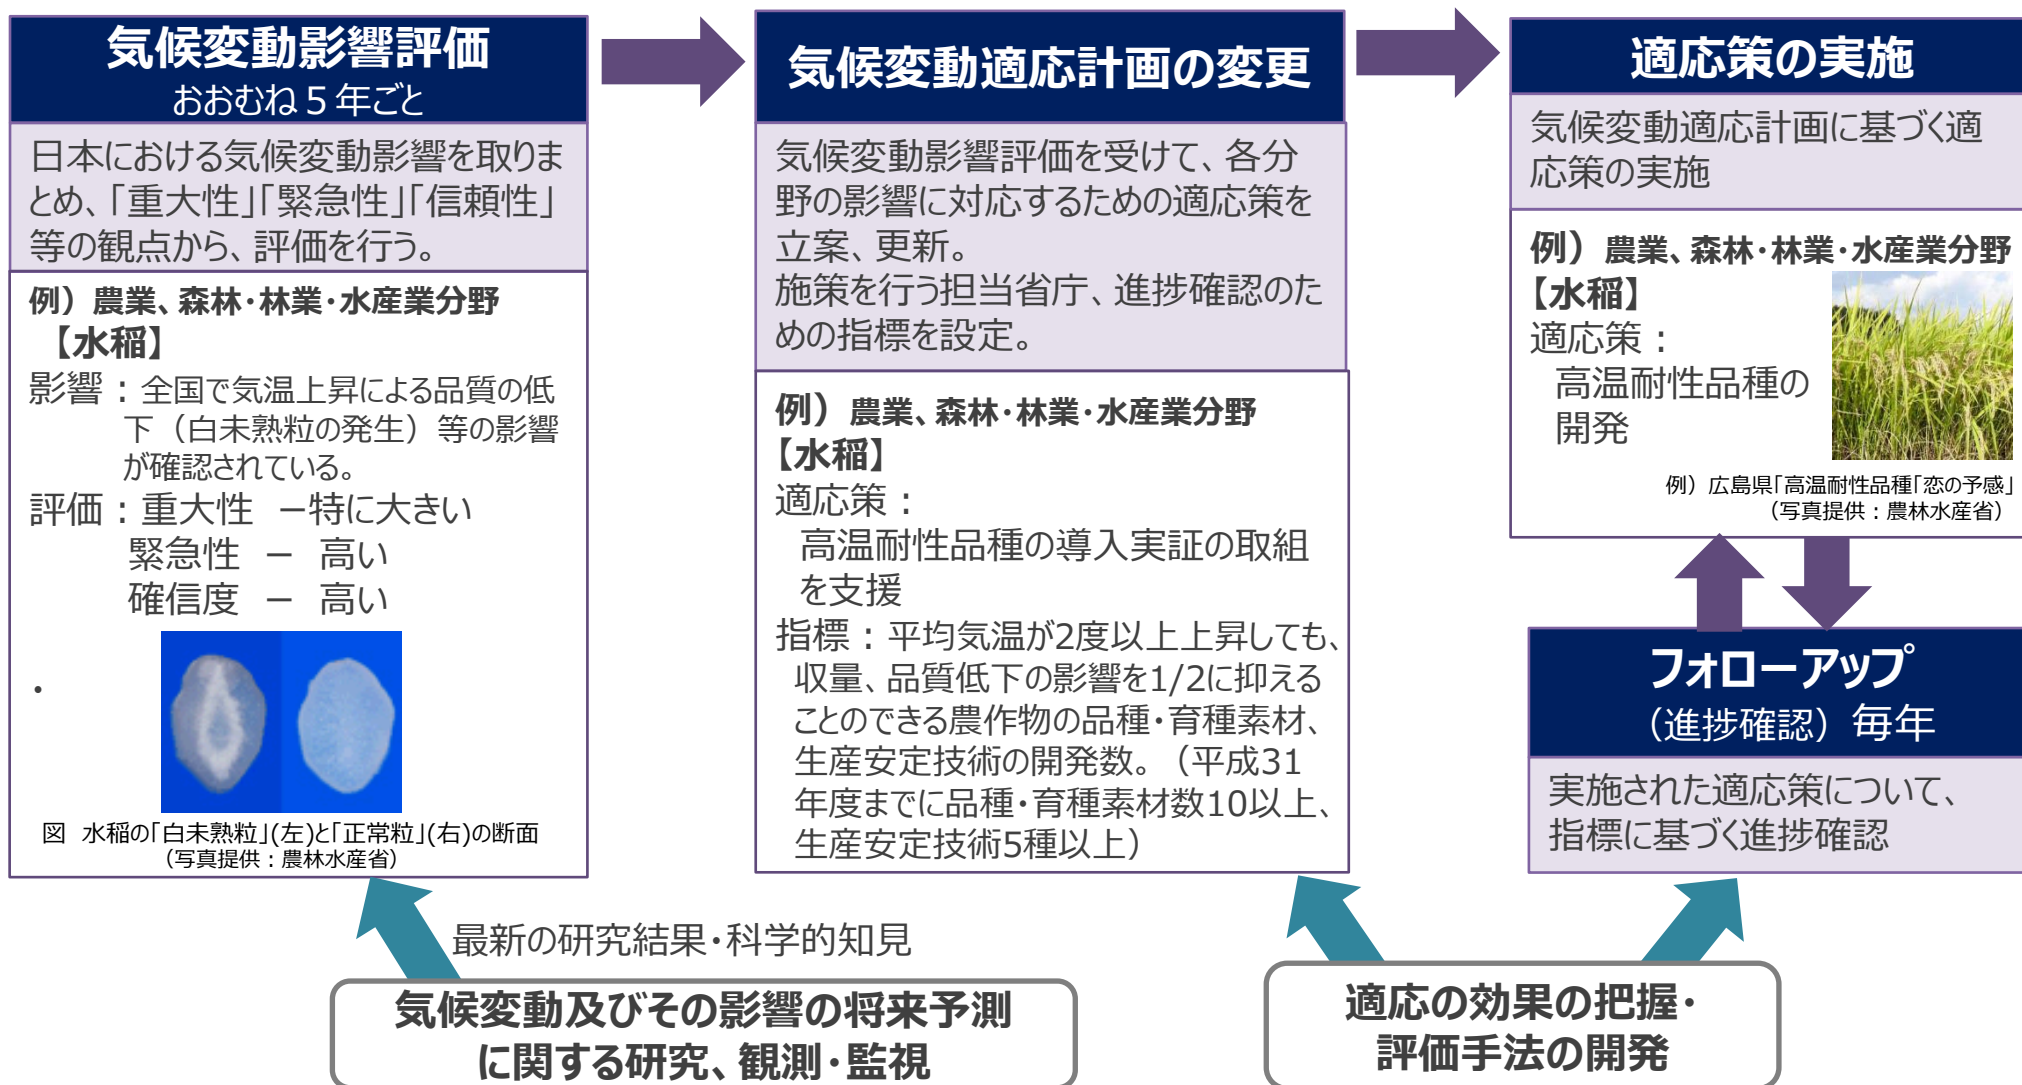 気候変動影響評価
おおむね５年ごと
日本における気候変動影響を取りま
とめ、｢重大性｣｢緊急性｣｢信頼性｣
等の観点から、評価を行う。
例）農業、森林・林業・水産業分野
【水稲】
影響：全国で気温上昇による品質の低
下（白未熟粒の発生）等の影響
が確認されている。
評価：重大性　－特に大きい
緊急性　－　高い
確信度　－　高い
・
図　水稲の｢白未熟粒｣(左)と｢正常粒｣(右)の断面
（写真提供：農林水産省）
気候変動適応計画の変更
気候変動影響評価を受けて、各分
野の影響に対応するための適応策を
立案、更新。
施策を行う担当省庁、進捗確認のた
めの指標を設定。
例）農業、森林・林業・水産業分野
【水稲】
適応策：
高温耐性品種の導入実証の取組
を支援
指標：平均気温が2度以上上昇しても、
収量、品質低下の影響を1/2に抑える
ことのできる農作物の品種・育種素材、
生産安定技術の開発数。（平成31
年度までに品種・育種素材数10以上、
生産安定技術5種以上）
適応策の実施
気候変動適応計画に基づく適
応策の実施
例）農業、森林・林業・水産業分野
【水稲】
適応策：
高温耐性品種の
開発
例）広島県｢高温耐性品種｢恋の予感｣
（写真提供：農林水産省）
フォローアップ
（進捗確認）毎年
実施された適応策について、
指標に基づく進捗確認
最新の研究結果・科学的知見
気候変動及びその影響の将来予測
に関する研究、観測・監視
適応の効果の把握・
評価手法の開発